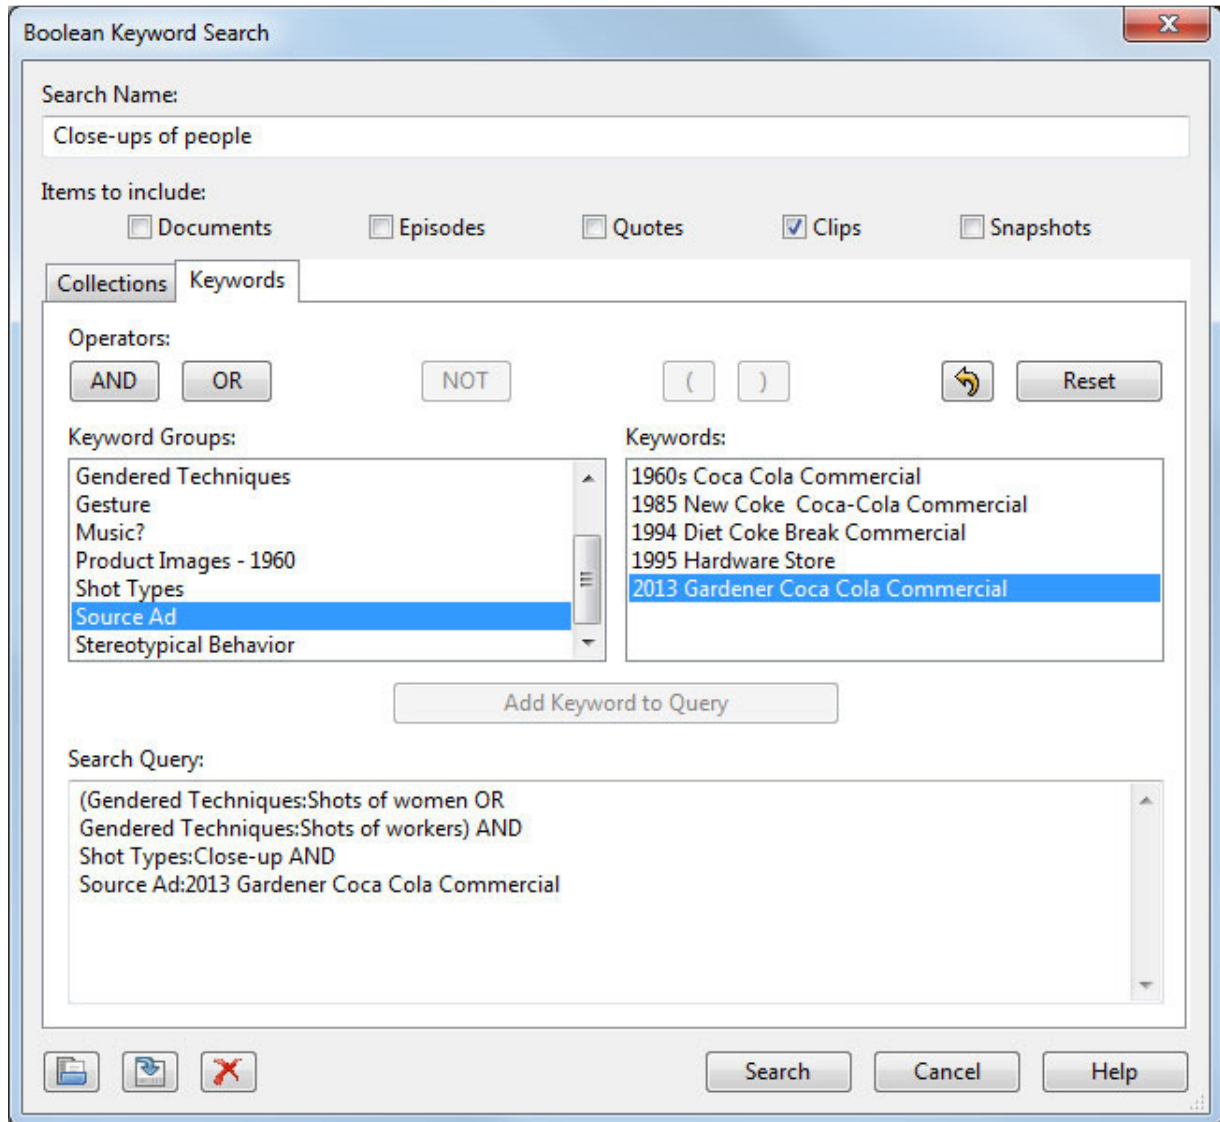 Boolean Keyword Search
Search Name:
Close-ups of people
Items to include:
Documents Episodes Quotes Clips Snapshots
Collections Keywords
Operators:
AND OR NOT ( ) Reset
Keyword Groups: Keywords:
Gendered Techniques
Gesture
Music?
Product Images - 1960
Shot Types
Source Ad
Stereotypical Behavior
1960s Coca Cola Commercial
1985 New Coke  Coca-Cola Commercial
1994 Diet Coke Break Commercial
1995 Hardware Store
2013 Gardener Coca Cola Commercial
Add Keyword to Query
Search Query:
(Gendered Techniques:Shots of women OR
Gendered Techniques:Shots of workers) AND
Shot Types:Close-up AND
Source Ad:2013 Gardener Coca Cola Commercial
Search Cancel Help